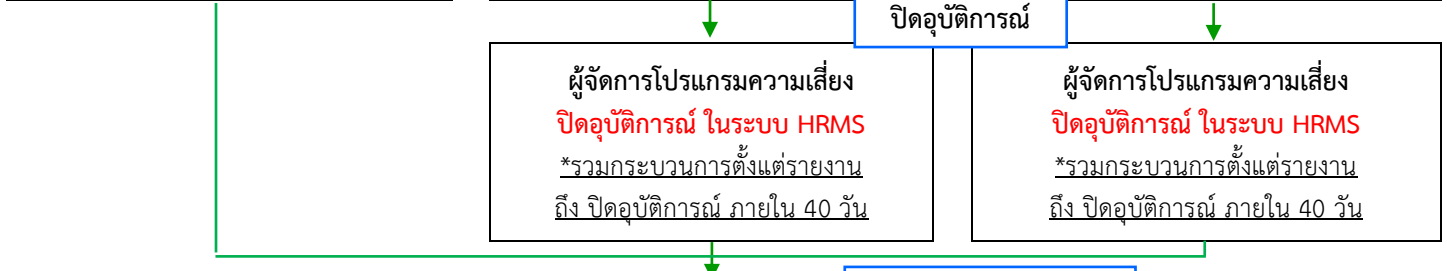 ปิดอุบัติการณ์
ผู้จัดการโปรแกรมความเสี่ยง
ปิดอุบัติการณ์ ในระบบ HRMS
*รวมกระบวนการตั้งแต่รายงาน
ถึง ปิดอุบัติการณ์ ภายใน 40 วัน
ผู้จัดการโปรแกรมความเสี่ยง
ปิดอุบัติการณ์ ในระบบ HRMS
*รวมกระบวนการตั้งแต่รายงาน
ถึง ปิดอุบัติการณ์ ภายใน 40 วัน